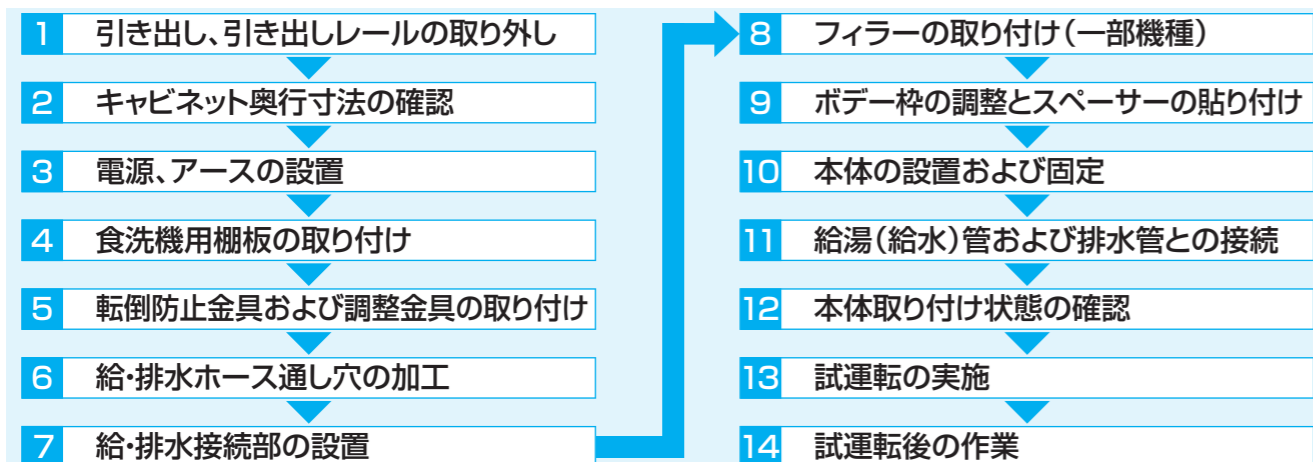 1 引き出し、引き出しレールの取り外し
2 キャビネット奥行寸法の確認
3 電源、アースの設置
4 食洗機用棚板の取り付け
5 転倒防止金具および調整金具の取り付け
6 給・排水ホース通し穴の加工
7 給・排水接続部の設置
8 フィラーの取り付け（一部機種）
9 ボデー枠の調整とスペーサーの貼り付け
10 本体の設置および固定
11 給湯（給水）管および排水管との接続
12 本体取り付け状態の確認
13 試運転の実施
14 試運転後の作業